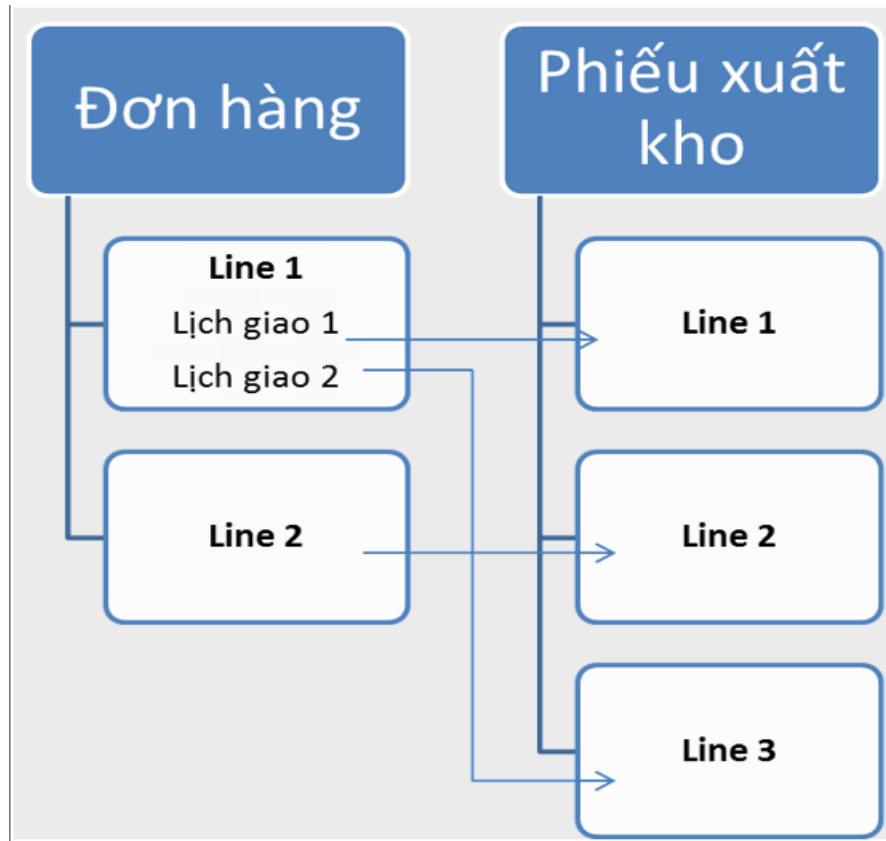 Đơn hàng
Line 1
Lịch giao 1
Lịch giao 2
Line 2
Phiếu xuất
kho
Line 1
Line 2
Line 3